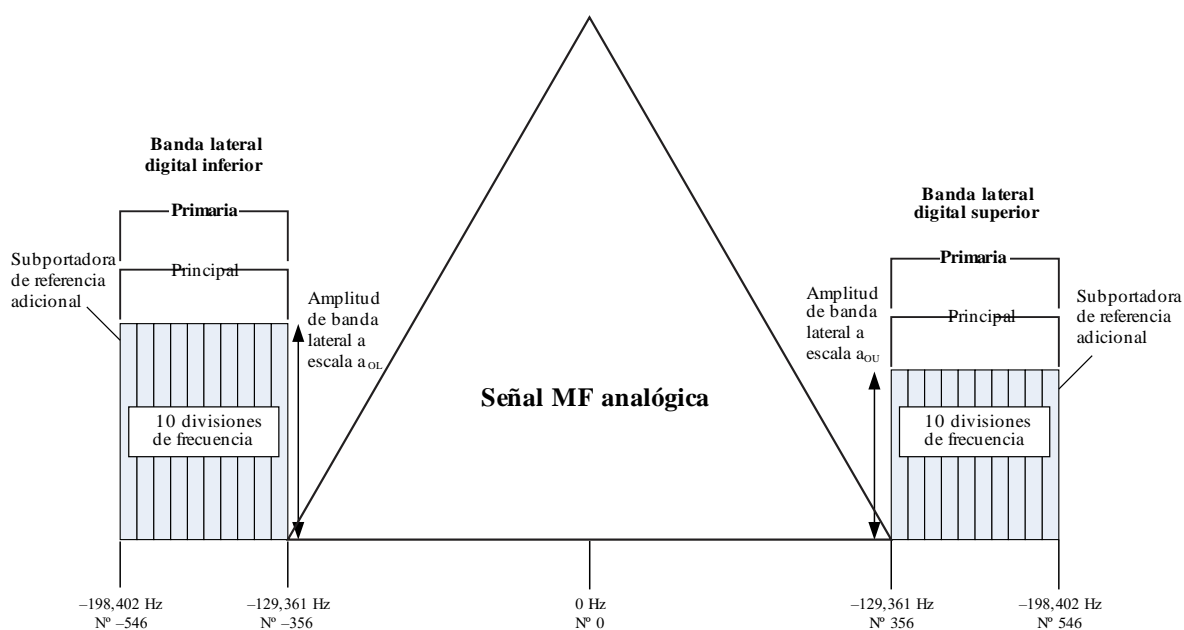 Banda lateral
digital inferior
Primaria
Principal
Subportadora
de referencia
adicional
Amplitud
de banda
lateral a
escala aOL
10 divisiones
de frecuencia
Señal MF analógica
Banda lateral
digital superior
Primaria
Principal
Amplitud
de banda
lateral a
escala aOU
Subportadora
de referencia
adicional
10 divisiones
de frecuencia
–198,402 Hz
Nº –546
–129,361 Hz
Nº –356
0 Hz
Nº 0
–129,361 Hz
Nº 356
–198,402 Hz
Nº 546